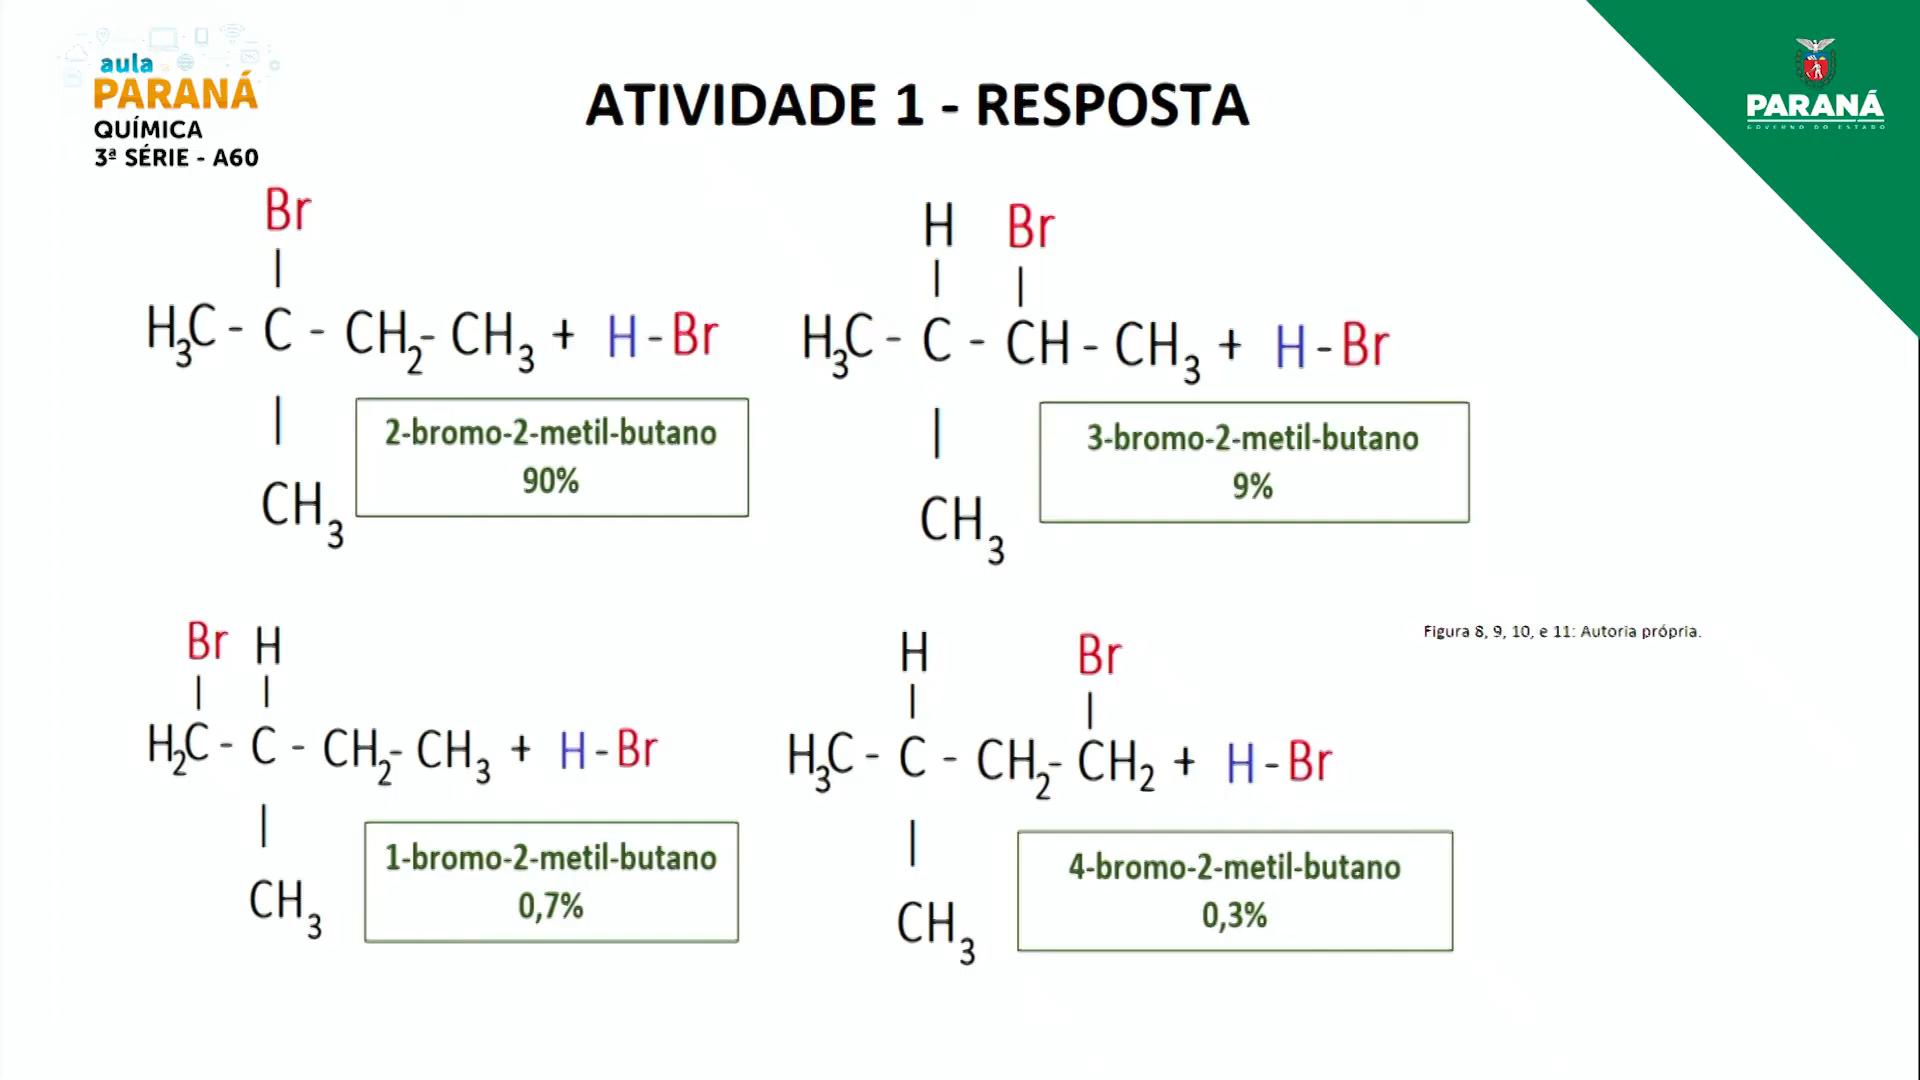 aula
PARANÁ
QUÍMICA
3ª SÉRIE - A60
ATIVIDADE 1 - RESPOSTA
PARANÁ
GOVERNO DO ESTADO
Br
|
H₃C - C - CH₂- CH₃ + H-Br
|
CH₃
2-bromo-2-metil-butano
90%
H Br
| |
H₃C - C - CH - CH₃ + H-Br
|
CH₃
3-bromo-2-metil-butano
9%
Figura 8, 9, 10, e 11: Autoria própria.
Br H
| |
H₂C - C - CH₂- CH₃ + H-Br
|
CH₃
1-bromo-2-metil-butano
0,7%
H Br
| |
H₃C - C - CH₂- CH₂ + H-Br
|
CH₃
4-bromo-2-metil-butano
0,3%